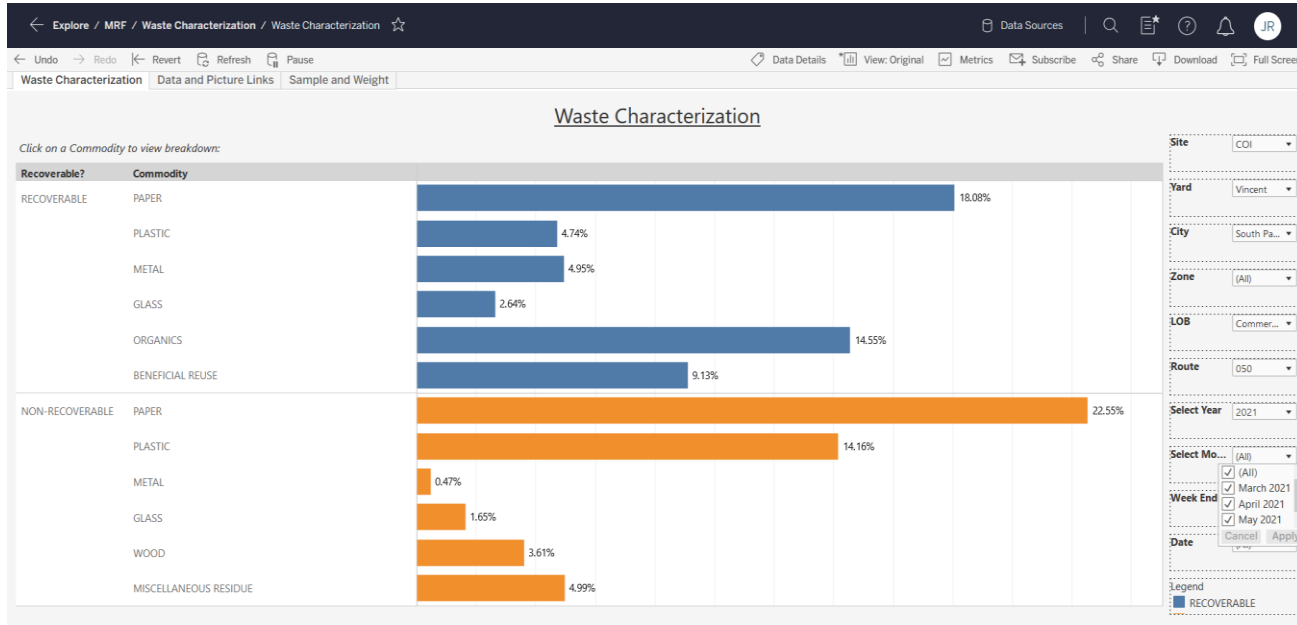 Explore / MRF / Waste Characterization / Waste Characterization
Data Sources
JR
Undo Redo Revert Refresh Pause
Data Details View: Original Metrics Subscribe Share Download Full Scree
Waste Characterization Data and Picture Links Sample and Weight
Waste Characterization
Click on a Commodity to view breakdown:
Recoverable? Commodity
RECOVERABLE PAPER 18.08%
PLASTIC 4.74%
METAL 4.95%
GLASS 2.64%
ORGANICS 14.55%
BENEFICIAL REUSE 9.13%
NON-RECOVERABLE PAPER 22.55%
PLASTIC 14.16%
METAL 0.47%
GLASS 1.65%
WOOD 3.61%
MISCELLANEOUS RESIDUE 4.99%
Site COI
Yard Vincent
City South Pa...
Zone (All)
LOB Commer...
Route 050
Select Year 2021
Select Mo... (All)
(All)
March 2021
April 2021
May 2021
Cancel Apply
Week End
Date
Legend
RECOVERABLE